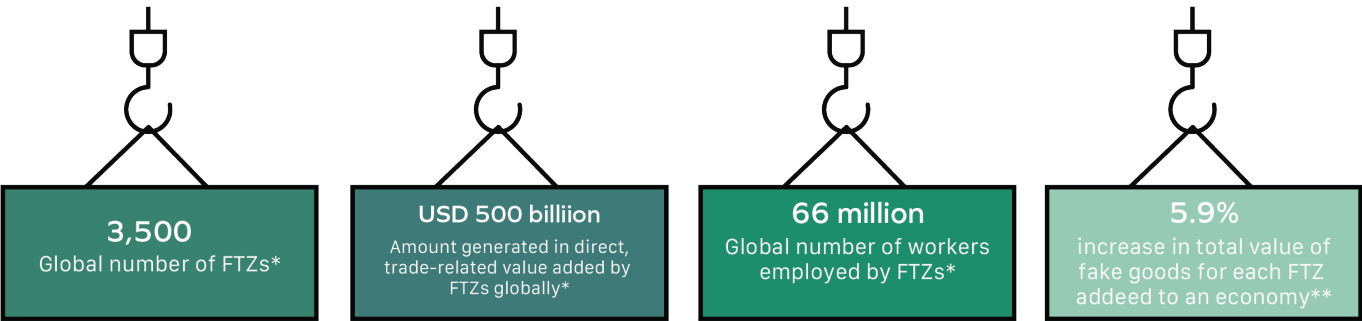 3,500
Global number of FTZs*
USD 500 billiion
Amount generated in direct,
trade-related value added by
FTZs globally*
66 million
Global number of workers
employed by FTZs*
5.9%
increase in total value of
fake goods for each FTZ
addeed to an economy**